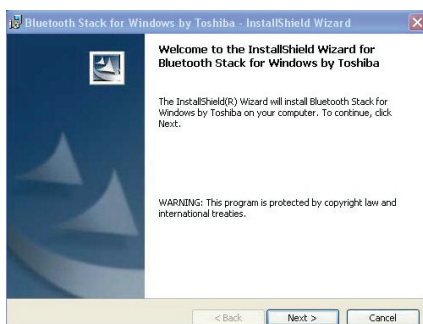 Bluetooth Stack for Windows by Toshiba - InstallShield Wizard
Welcome to the InstallShield Wizard for
Bluetooth Stack for Windows by Toshiba
The InstallShield(R) Wizard will install Bluetooth Stack for
Windows by Toshiba on your computer. To continue, click
Next.
WARNING: This program is protected by copyright law and
international treaties.
< Back Next > Cancel